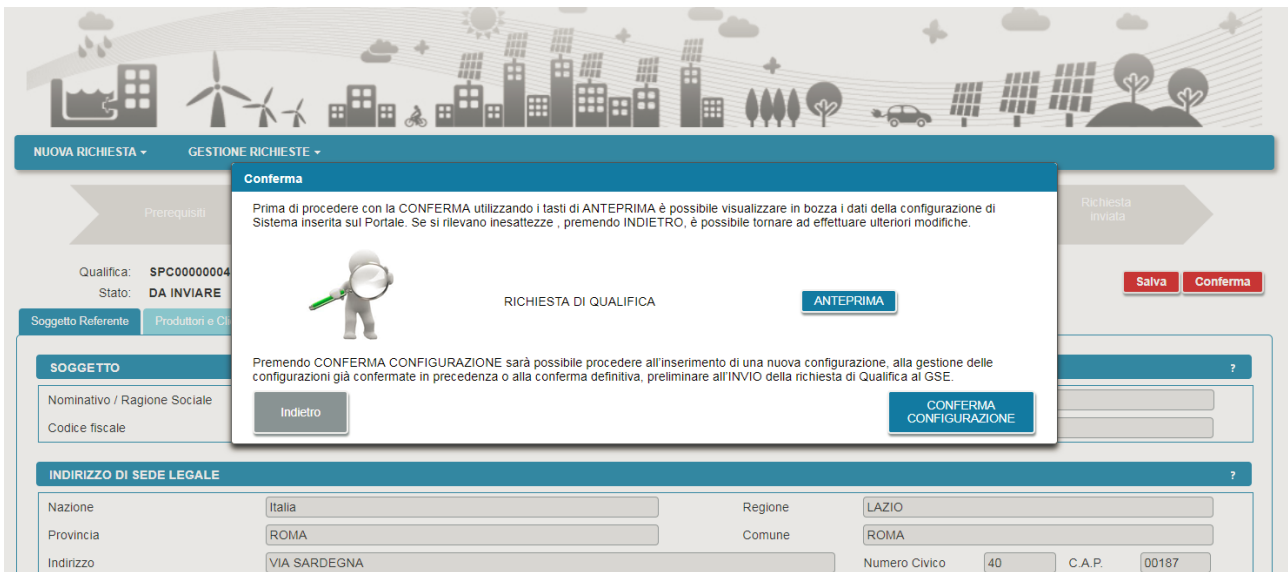 NUOVA RICHIESTA GESTIONE RICHIESTE
Conferma
Prima di procedere con la CONFERMA utilizzando i tasti di ANTEPRIMA è possibile visualizzare in bozza i dati della configurazione di
Sistema inserita sul Portale. Se si rilevano inesattezze , premendo INDIETRO, è possibile tornare ad effettuare ulteriori modifiche.
Prerequisiti
Richiesta
inviata
Qualifica: SPC00000004
Stato: DA INVIARE
RICHIESTA DI QUALIFICA ANTEPRIMA
Salva Conferma
Soggetto Referente Produttori e Cli
Premendo CONFERMA CONFIGURAZIONE sarà possibile procedere all'inserimento di una nuova configurazione, alla gestione delle
configurazioni già confermate in precedenza o alla conferma definitiva, preliminare all'INVIO della richiesta di Qualifica al GSE.
Indietro CONFERMA
CONFIGURAZIONE
SOGGETTO ?
Nominativo / Ragione Sociale
Codice fiscale
INDIRIZZO DI SEDE LEGALE ?
Nazione Italia Regione LAZIO
Provincia ROMA Comune ROMA
Indirizzo VIA SARDEGNA Numero Civico 40 C.A.P. 00187